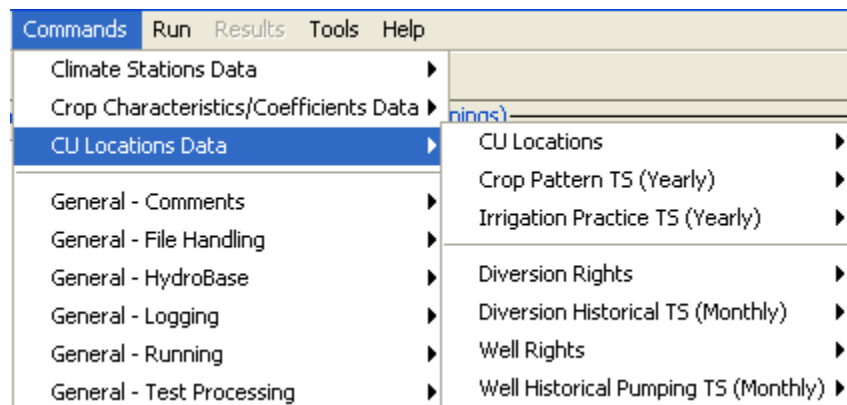 Commands Run Results Tools Help
Climate Stations Data
Crop Characteristics/Coefficients Data
nings)
CU Locations Data
CU Locations
Crop Pattern TS (Yearly)
Irrigation Practice TS (Yearly)
Diversion Rights
Diversion Historical TS (Monthly)
Well Rights
Well Historical Pumping TS (Monthly)
General - Comments
General - File Handling
General - HydroBase
General - Logging
General - Running
General - Test Processing